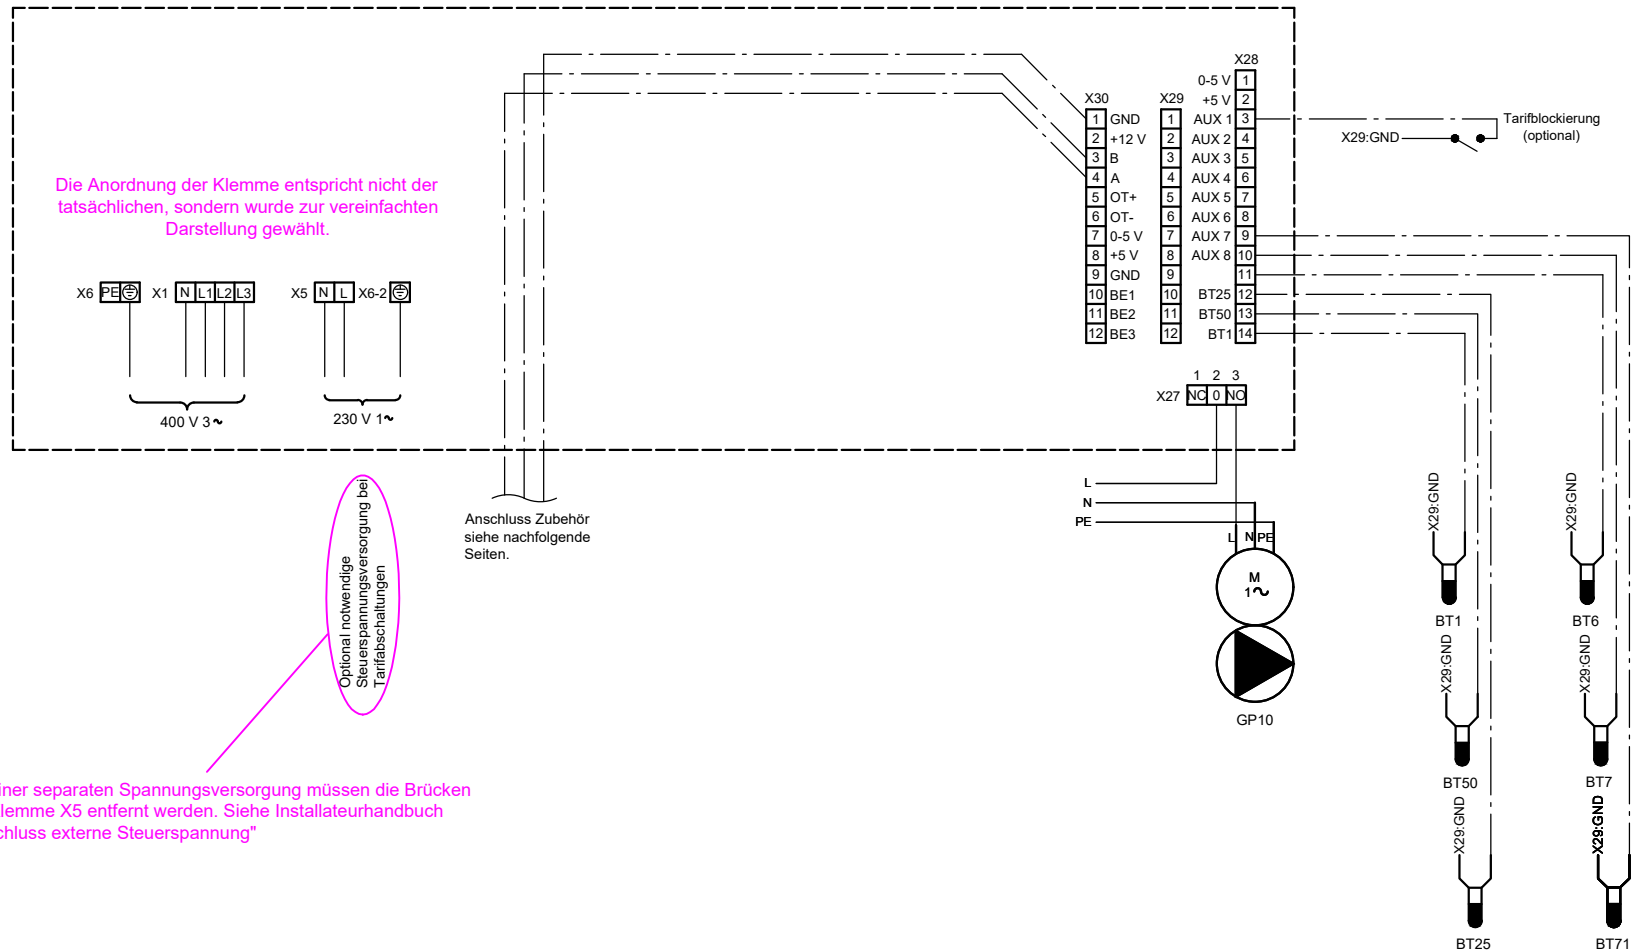 X28
0-5 V 1
X30 X29 +5 V 2
1 GND 1 AUX 1 3 Tarifblockierung
(optional)
2 +12 V 2 AUX 2 4 X29:GND
3 B 3 AUX 3 5
4 A 4 AUX 4 6
5 OT+ 5 AUX 5 7
6 OT- 6 AUX 6 8
7 0-5 V 7 AUX 7 9
8 +5 V 8 AUX 8 10
9 GND 9 11
10 BE1 10 BT25 12
11 BE2 11 BT50 13
12 BE3 12 BT1 14
Die Anordnung der Klemme entspricht nicht der
tatsächlichen, sondern wurde zur vereinfachten
Darstellung gewählt.
X6 PE X1 N L1 L2 L3 X5 N L X6-2
400 V 3~ 230 V 1~
1 2 3
X27 NC 0 NO
Anschluss Zubehör
siehe nachfolgende
Seiten.
L
N
PE
L N PE
M
1~
GP10
Optional notwendige
Steuerspannungsversorgung bei
Tarifabschaltungen
iner separaten Spannungsversorgung müssen die Brücken
lemme X5 entfernt werden. Siehe Installateurhandbuch
chluss externe Steuerspannung"
X29:GND
BT1
X29:GND
BT6
X29:GND
BT50
X29:GND
BT7
X29:GND
BT25
X29:GND
BT71